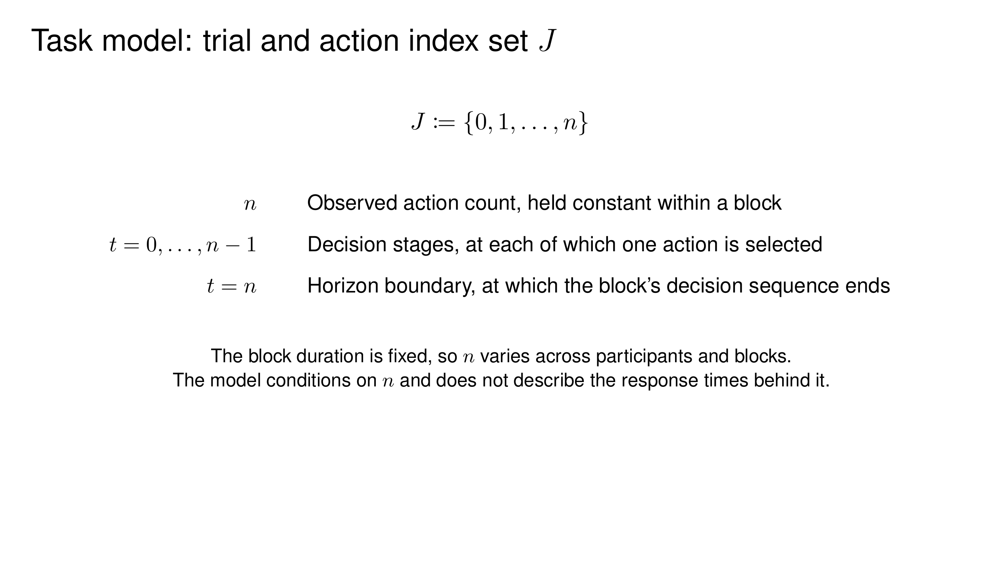 Task model: trial and action index set J
J := {0, 1, . . . , n}
n Observed action count, held constant within a block
t = 0, . . . , n − 1 Decision stages, at each of which one action is selected
t = n Horizon boundary, at which the block’s decision sequence ends
The block duration is fixed, so n varies across participants and blocks.
The model conditions on n and does not describe the response times behind it.